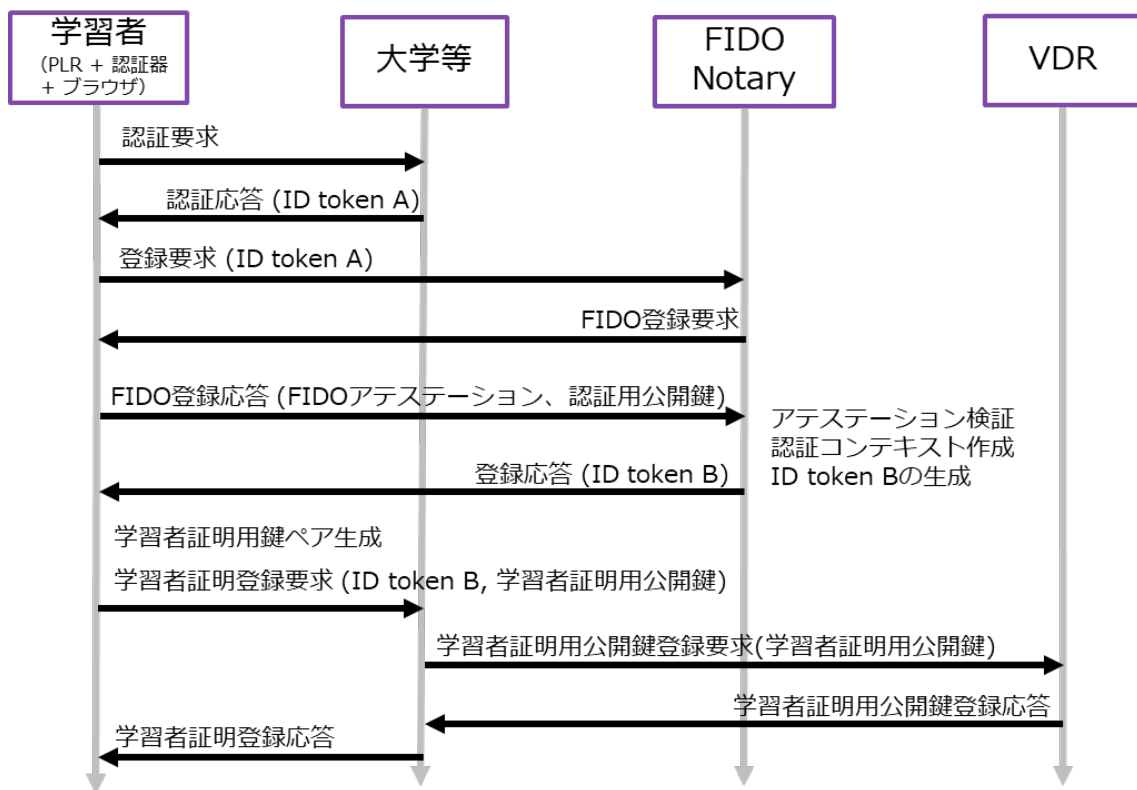 学習者
(PLR + 認証器
+ ブラウザ)
大学等
FIDO
Notary
VDR
認証要求
認証応答 (ID token A)
登録要求 (ID token A)
FIDO登録要求
FIDO登録応答 (FIDOアテステーション、認証用公開鍵)
アテステーション検証
認証コンテキスト作成
ID token Bの生成
登録応答 (ID token B)
学習者証明用鍵ペア生成
学習者証明登録要求 (ID token B, 学習者証明用公開鍵)
学習者証明用公開鍵登録要求(学習者証明用公開鍵)
学習者証明用公開鍵登録応答
学習者証明登録応答